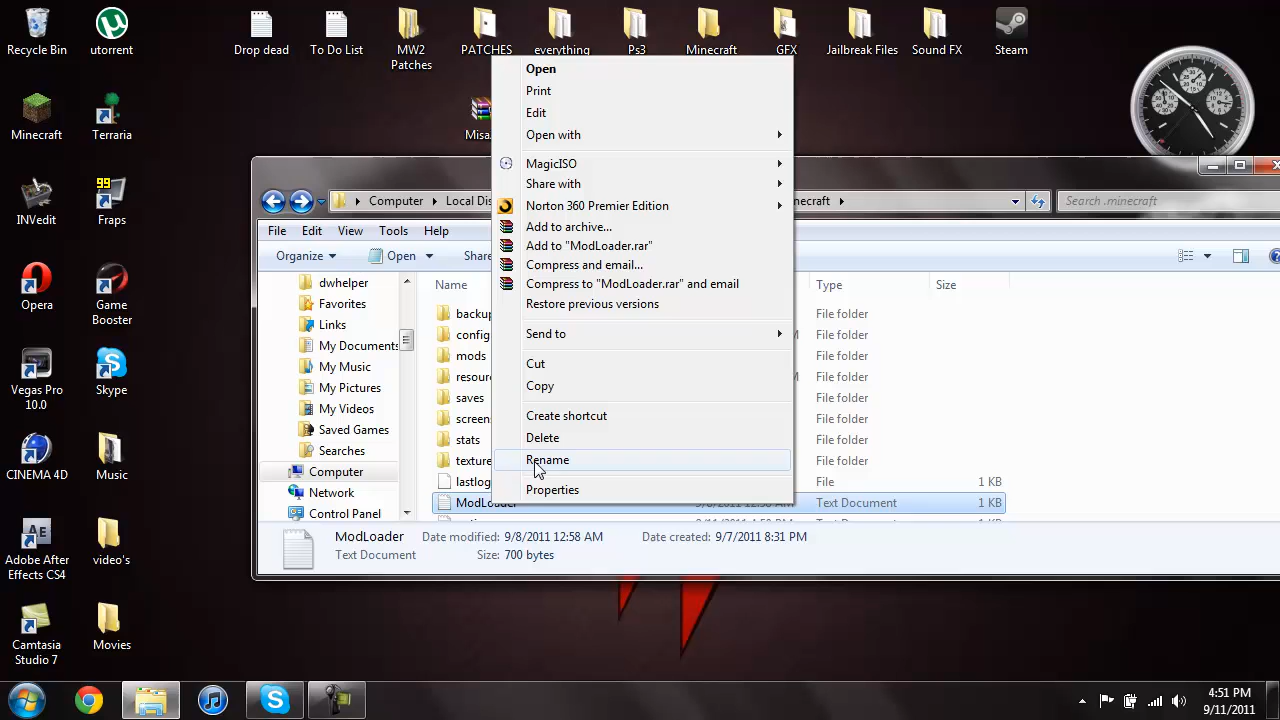 Recycle Bin
utorrent
Drop dead
To Do List
MW2
Patches
PATCHES
everything
Ps3
Minecraft
GFX
Jailbreak Files
Sound FX
Steam
Minecraft
Terraria
Misa
INVedit
99
Fraps
Opera
Game
Booster
Vegas Pro
10.0
Skype
CINEMA 4D
Music
Adobe After
Effects CS4
video's
Camtasia
Studio 7
Movies
Open
Print
Edit
Open with
MagicISO
Share with
Norton 360 Premier Edition
Add to archive...
Add to "ModLoader.rar"
Compress and email...
Compress to "ModLoader.rar" and email
Restore previous versions
Send to
Cut
Copy
Create shortcut
Delete
Rename
Properties
Computer
Local Dis
necraft
Search .minecraft
File Edit View Tools Help
Organize
Open
Share
dwhelper
Favorites
Links
My Documents
My Music
My Pictures
My Videos
Saved Games
Searches
Computer
Network
Control Panel
Name Type Size
backup File folder
config File folder
mods File folder
resour File folder
saves File folder
screen File folder
stats File folder
texture File folder
lastlog File 1 KB
ModLoader Text Document 1 KB
ModLoader
Text Document
Date modified: 9/8/2011 12:58 AM
Size: 700 bytes
Date created: 9/7/2011 8:31 PM
AE
4:51 PM
9/11/2011